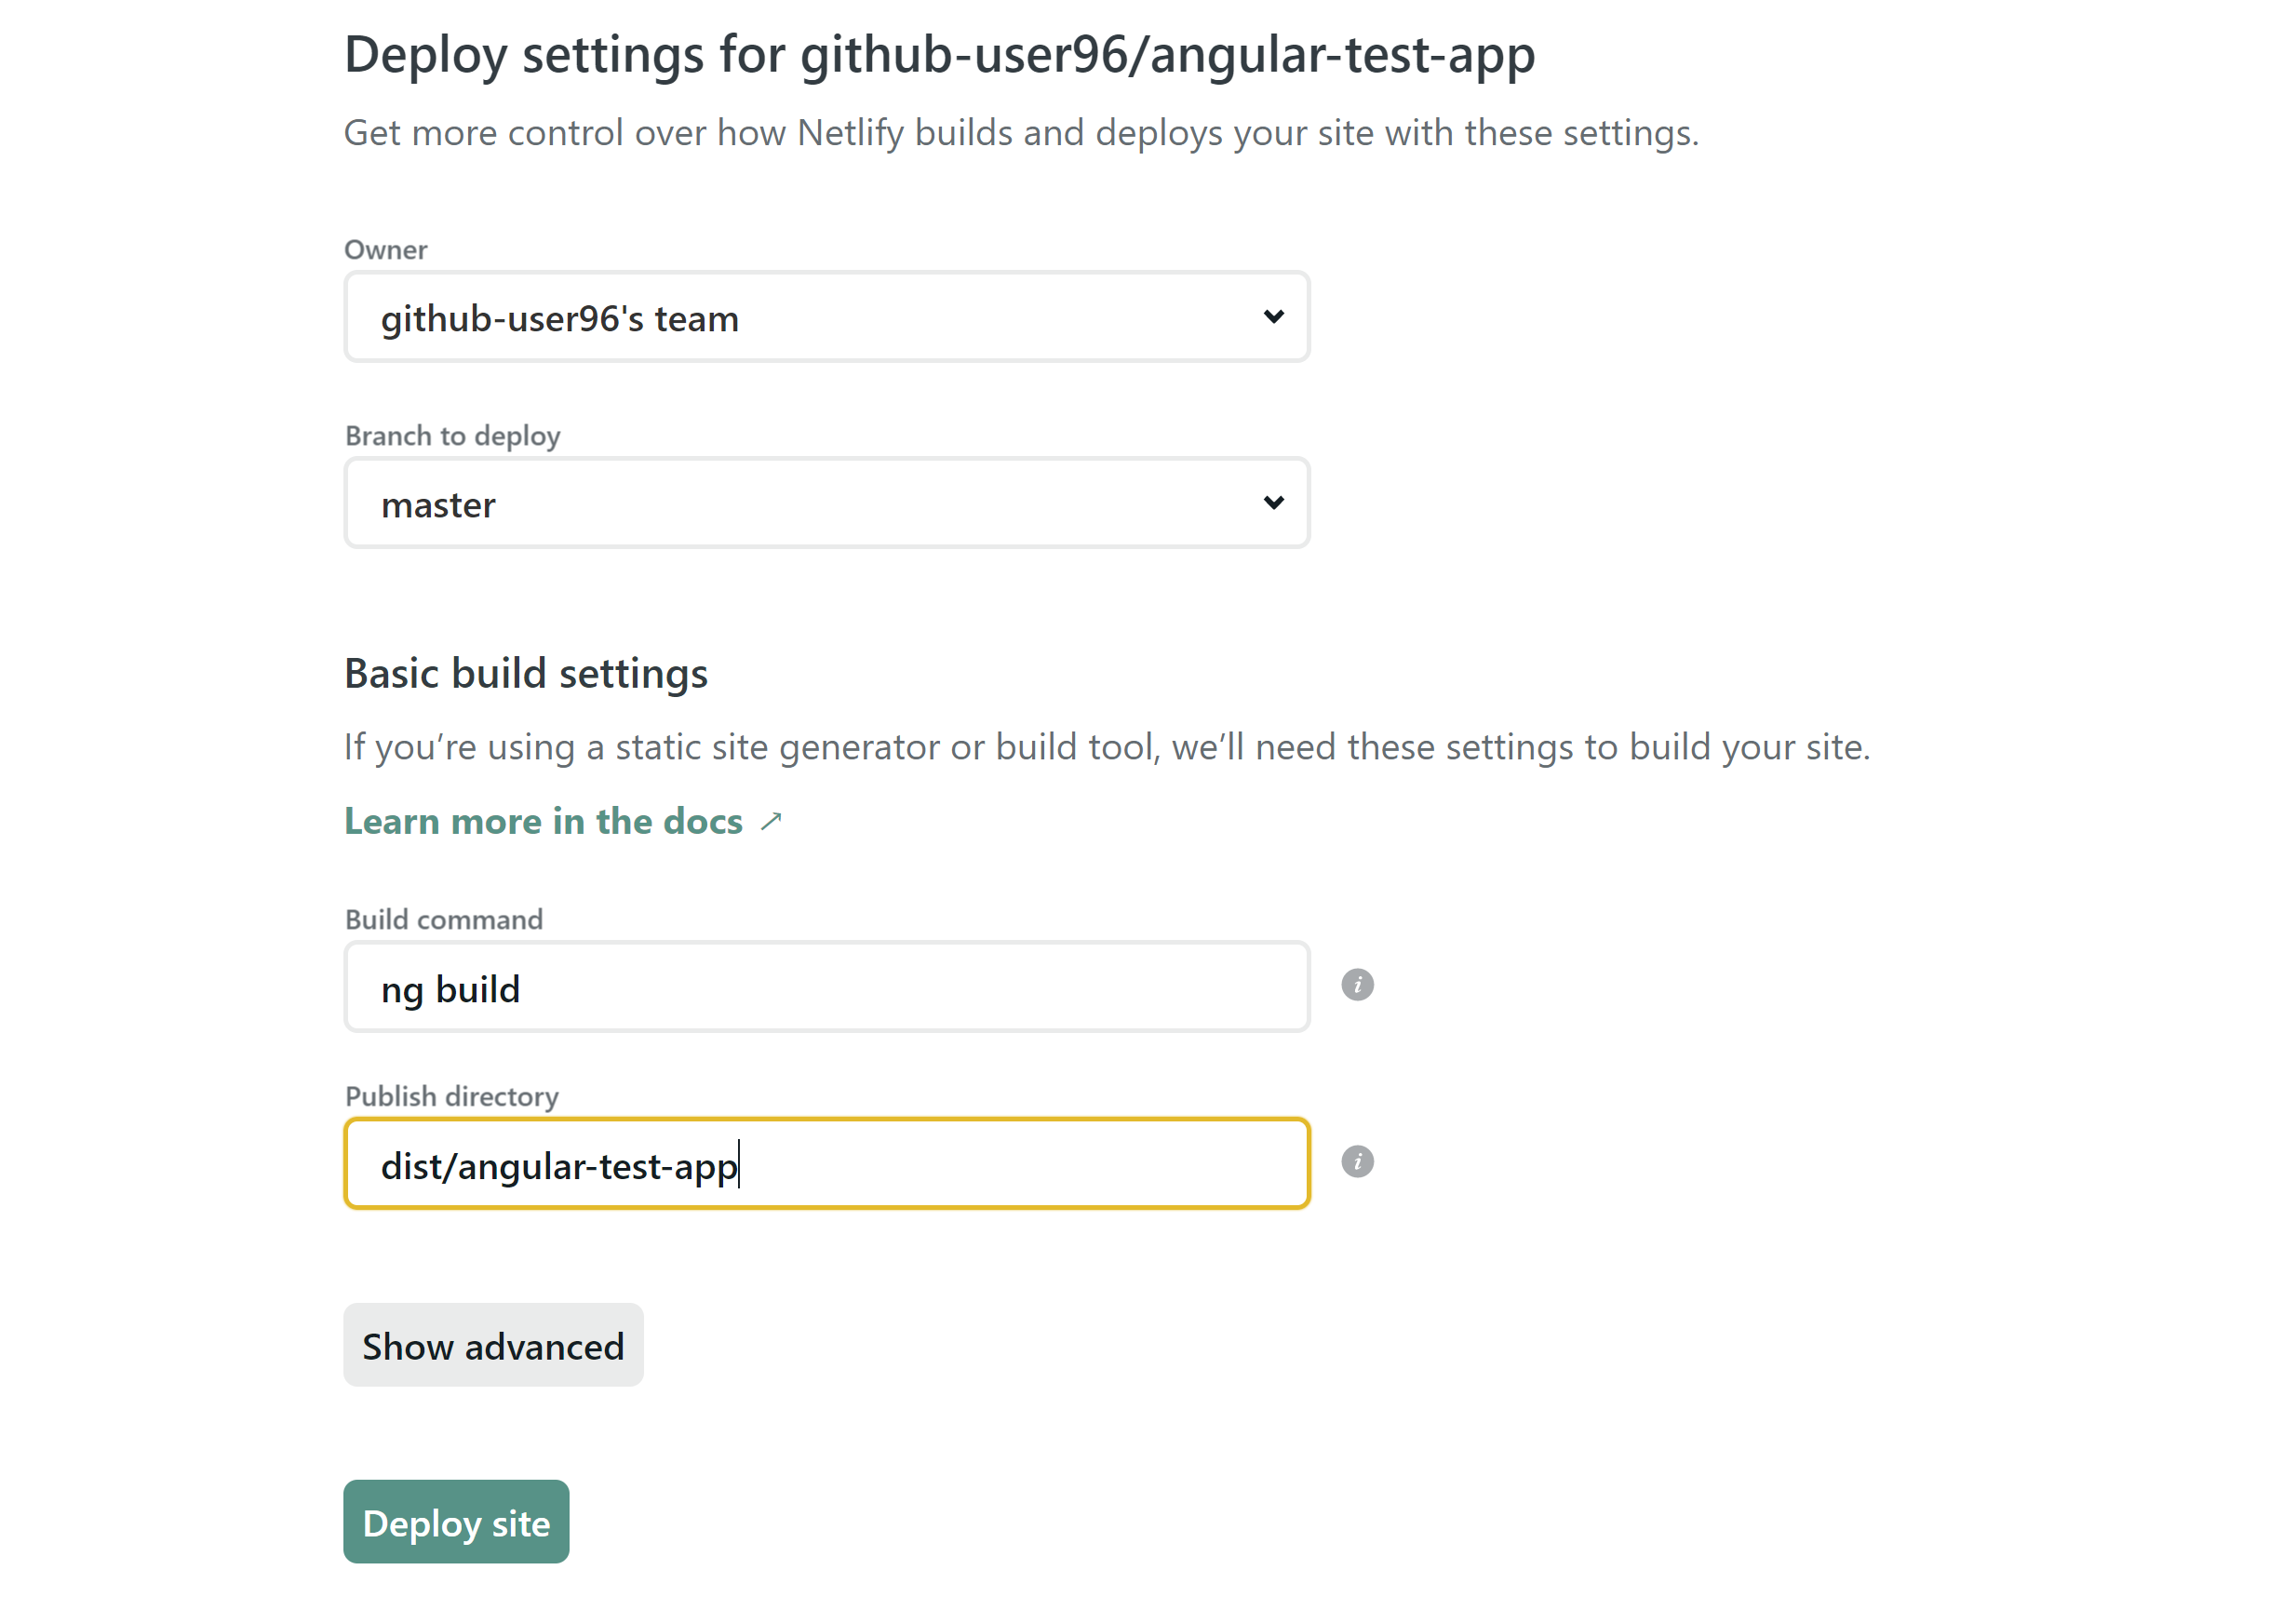 Deploy settings for github-user96/angular-test-app
Get more control over how Netlify builds and deploys your site with these settings.
Owner
github-user96's team
Branch to deploy
master
Basic build settings
If you’re using a static site generator or build tool, we’ll need these settings to build your site.
Learn more in the docs ↗
Build command
ng build
i
Publish directory
dist/angular-test-app
i
Show advanced
Deploy site